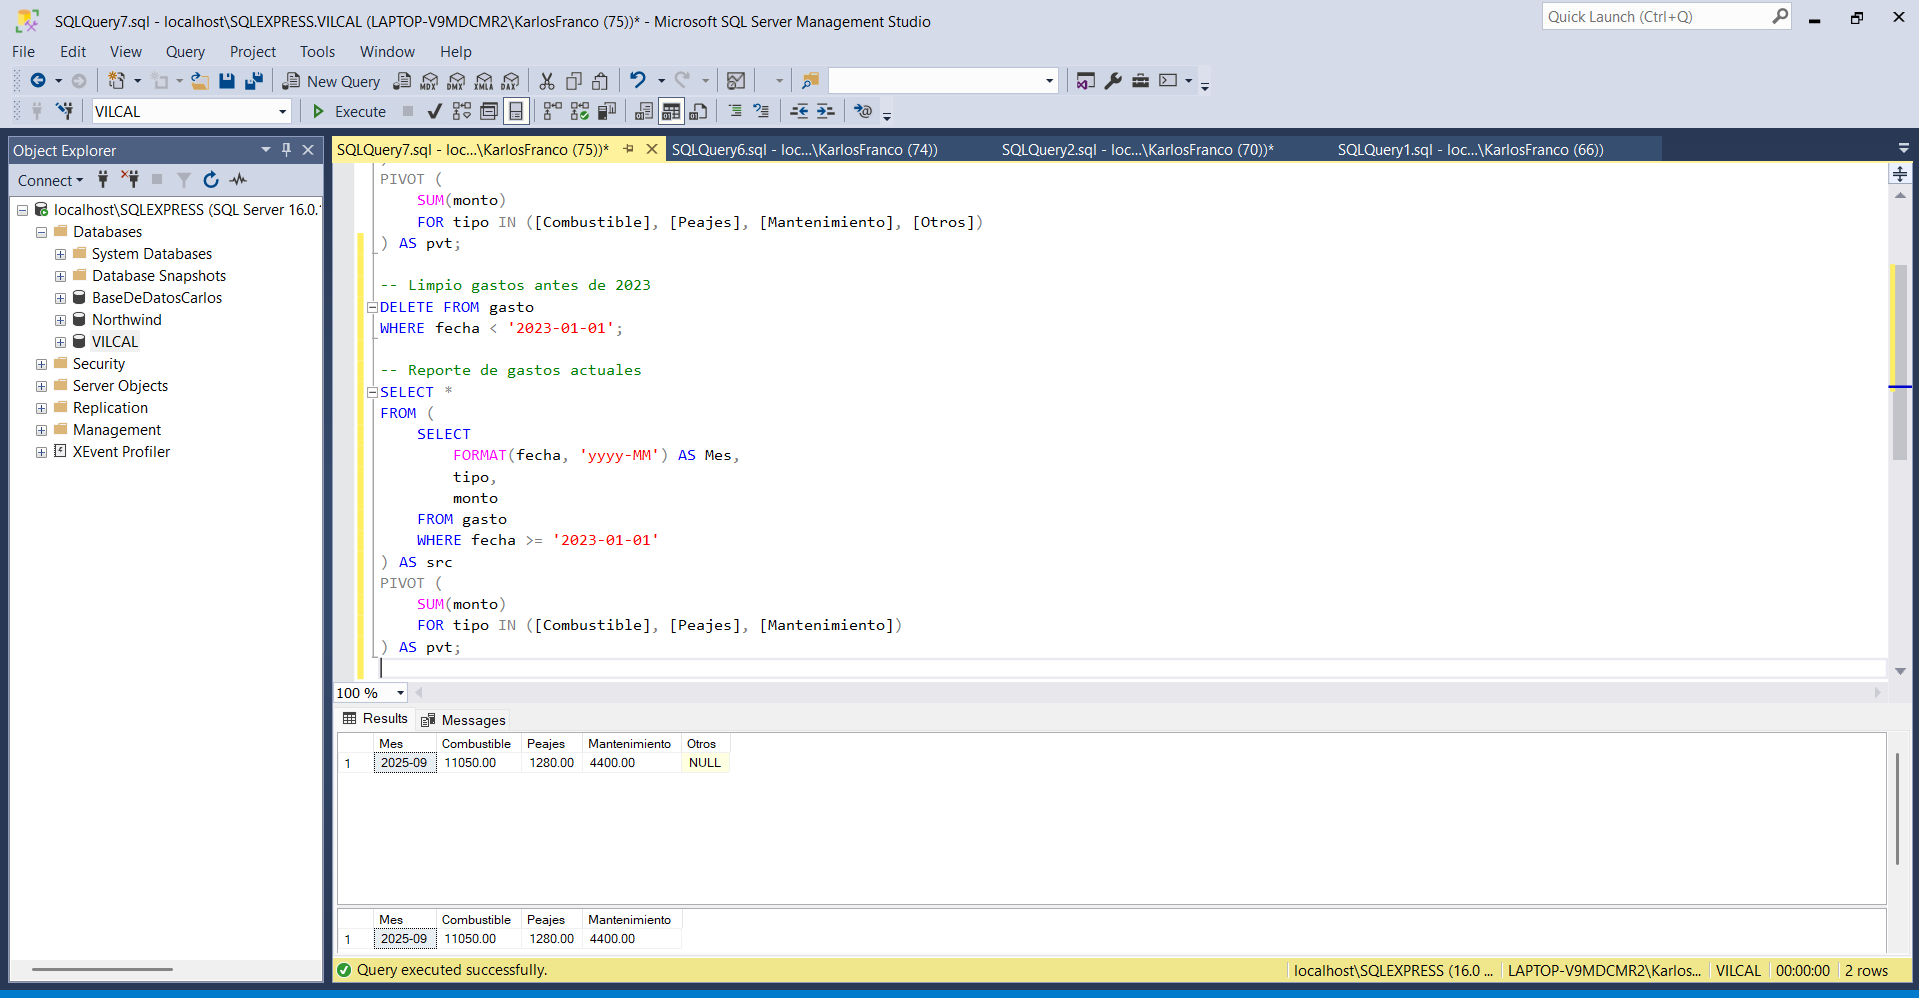 SQLQuery7.sql - localhost\SQLEXPRESS.VILCAL (LAPTOP-V9MDCMR2\KarlosFranco (75))* - Microsoft SQL Server Management Studio
Quick Launch (Ctrl+Q)
File Edit View Query Project Tools Window Help
New Query MDX DMX XMLA DAX
VILCAL Execute
Object Explorer
Connect
localhost\SQLEXPRESS (SQL Server 16.0.
Databases
System Databases
Database Snapshots
BaseDeDatosCarlos
Northwind
VILCAL
Security
Server Objects
Replication
Management
XEvent Profiler
SQLQuery7.sql - loc...\KarlosFranco (75))* SQLQuery6.sql - loc...\KarlosFranco (74)) SQLQuery2.sql - loc...\KarlosFranco (70))* SQLQuery1.sql - loc...\KarlosFranco (66))
PIVOT (
SUM(monto)
FOR tipo IN ([Combustible], [Peajes], [Mantenimiento], [Otros])
) AS pvt;
-- Limpio gastos antes de 2023
DELETE FROM gasto
WHERE fecha < '2023-01-01';
-- Reporte de gastos actuales
SELECT *
FROM (
SELECT
FORMAT(fecha, 'yyyy-MM') AS Mes,
tipo,
monto
FROM gasto
WHERE fecha >= '2023-01-01'
) AS src
PIVOT (
SUM(monto)
FOR tipo IN ([Combustible], [Peajes], [Mantenimiento])
) AS pvt;
100 %
Results Messages
Mes Combustible Peajes Mantenimiento Otros
1 2025-09 11050.00 1280.00 4400.00 NULL
Mes Combustible Peajes Mantenimiento
1 2025-09 11050.00 1280.00 4400.00
Query executed successfully.
localhost\SQLEXPRESS (16.0 ... LAPTOP-V9MDCMR2\Karlos... VILCAL 00:00:00 2 rows